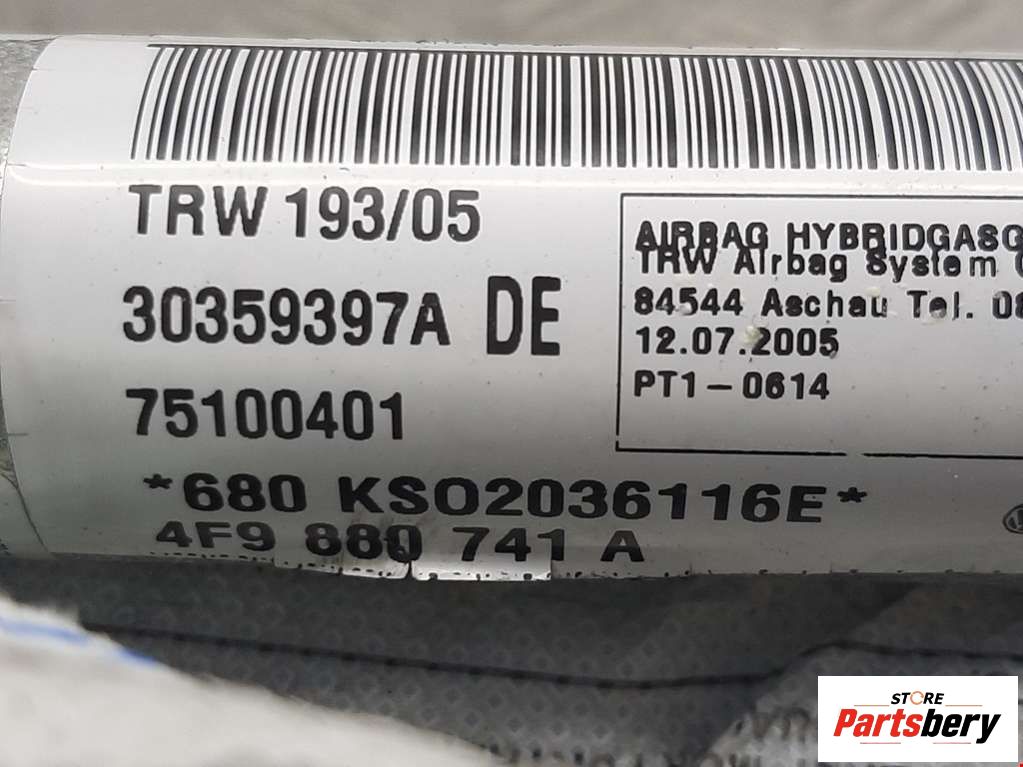 TRW 193/05
30359397A DE
75100401
*680 KSO2036116E*
4F9 880 741 A
AIRBAG HYBRIDGASG
TRW Airbag System
84544 Aschau Tel. 08
12.07.2005
PT1-0614
STORE
Partsbery